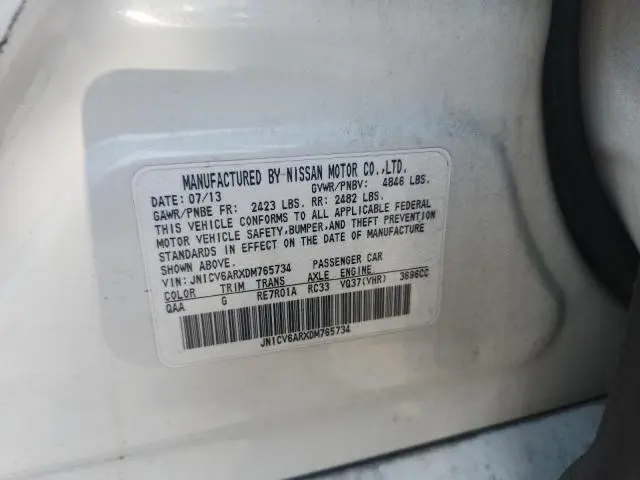 MANUFACTURED BY NISSAN MOTOR CO.,LTD.
DATE: 07/13 GVWR/PNBV: 4846 LBS.
GAWR/PNBE FR: 2423 LBS. RR: 2482 LBS.
THIS VEHICLE CONFORMS TO ALL APPLICABLE FEDERAL
MOTOR VEHICLE SAFETY,BUMPER,AND THEFT PREVENTION
STANDARDS IN EFFECT ON THE DATE OF MANUFACTURE
SHOWN ABOVE.
VIN: JN1CV6ARXDM765734 PASSENGER CAR
COLOR TRIM TRANS AXLE ENGINE
QAA G RE7R01A RC33 VQ37(VHR) 3696CC
JN1CV6ARXDM765734